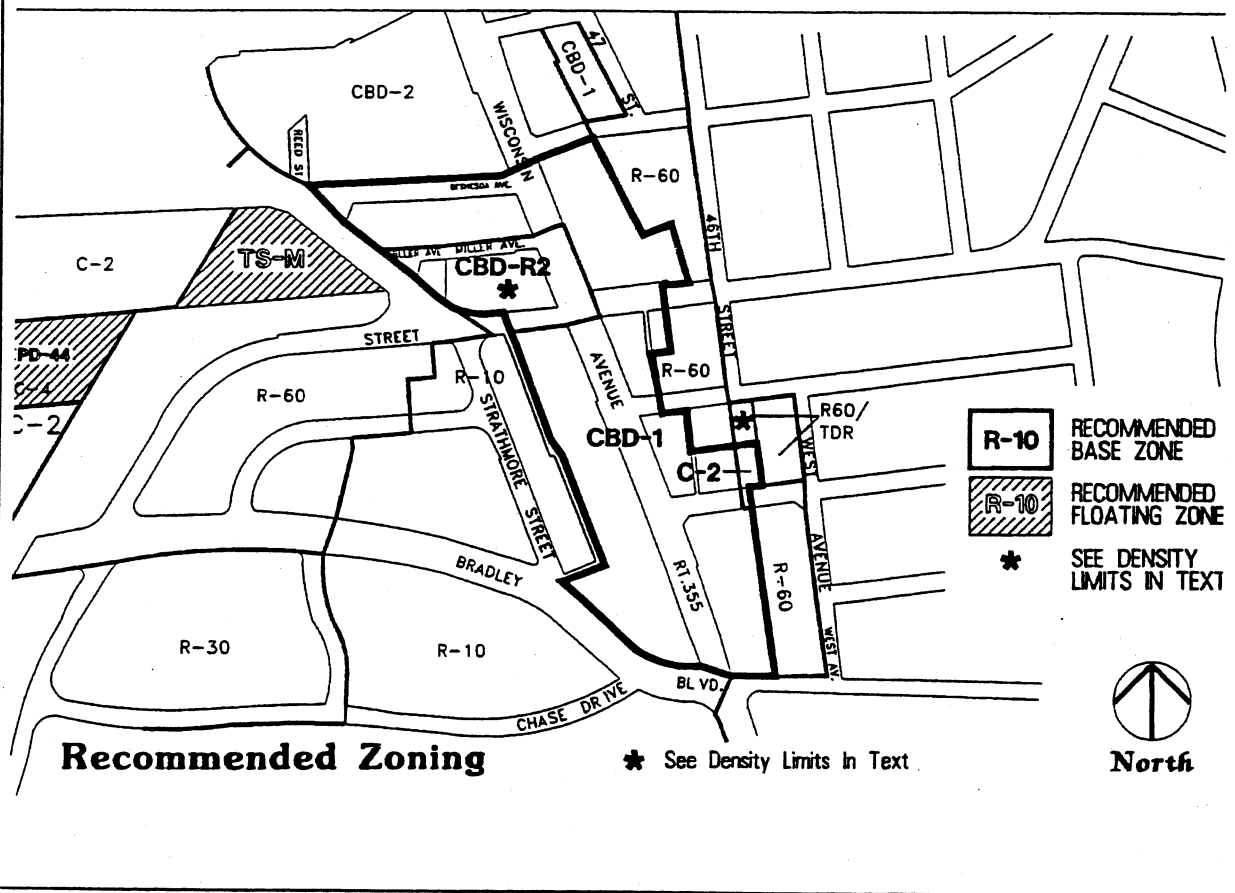 47
ST.
CBD-1
CBD-2
WISCONSIN
REED ST
R-60
BETHESDA AVE.
46TH
MILLER AVE
MILLER AVE.
TS-M
C-2
CBD-R2
*
STREET
STREET
PD-44
C-4
C-2
R-60
R-10
AVENUE
R-60
STRATHMORE STREET
CBD-1
*
R60/
TDR
WEST
C-2
R-10
RECOMMENDED
BASE ZONE
R-10
RECOMMENDED
FLOATING ZONE
*
SEE DENSITY
LIMITS IN TEXT
BRADLEY
RT.355
R-60
AVENUE
R-30
R-10
WEST AV.
BLVD.
CHASE DRIVE
Recommended Zoning
* See Density Limits In Text
North